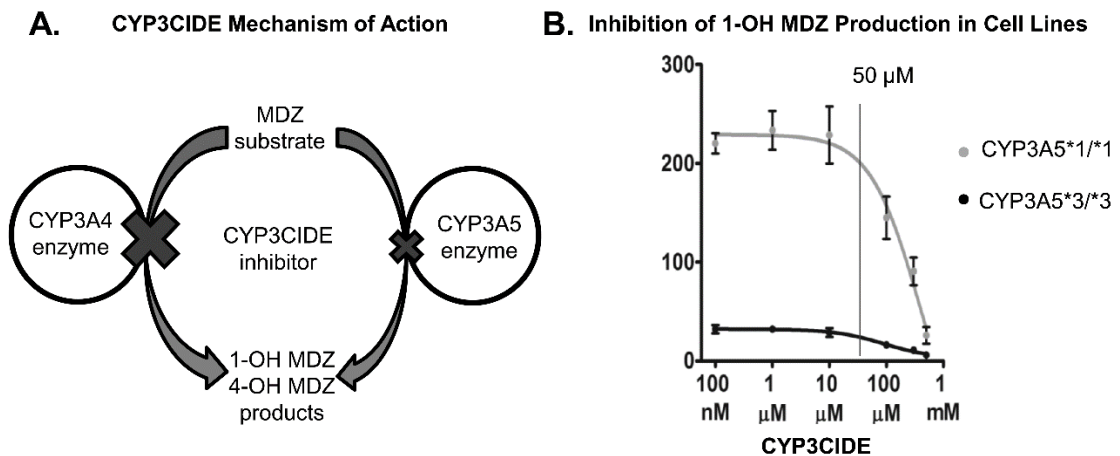 A. CYP3CIDE Mechanism of Action
MDZ
substrate
CYP3A4
enzyme
CYP3CIDE
inhibitor
CYP3A5
enzyme
1-OH MDZ
4-OH MDZ
products
B. Inhibition of 1-OH MDZ Production in Cell Lines
300
200
100
0
50 µM
CYP3A5*1/*1
CYP3A5*3/*3
100 1 10 100 1
nM µM µM µM mM
CYP3CIDE